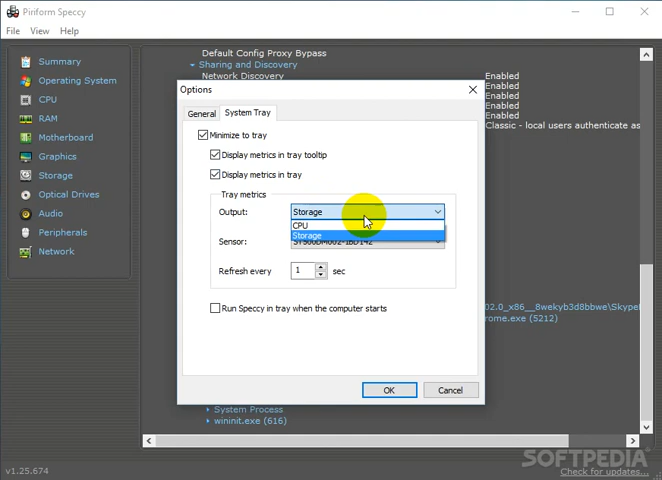 Piriform Speccy
File View Help
Summary
Operating System
CPU
RAM
Motherboard
Graphics
Storage
Optical Drives
Audio
Peripherals
Network
Default Config Proxy Bypass
Sharing and Discovery
Network Discovery Enabled
Enabled
Enabled
Enabled
Enabled
Classic - local users authenticate as
Options
General System Tray
Minimize to tray
Display metrics in tray tooltip
Display metrics in tray
Tray metrics
Output: Storage
CPU
Storage
Sensor: ST500DM002-1BD142
Refresh every 1 sec
Run Speccy in tray when the computer starts
OK Cancel
02.0_x86__8wekyb3d8bbwe\Skypel
rome.exe (5212)
System Process
wininit.exe (616)
v1.25.674
SOFTPEDIA
Check for updates...